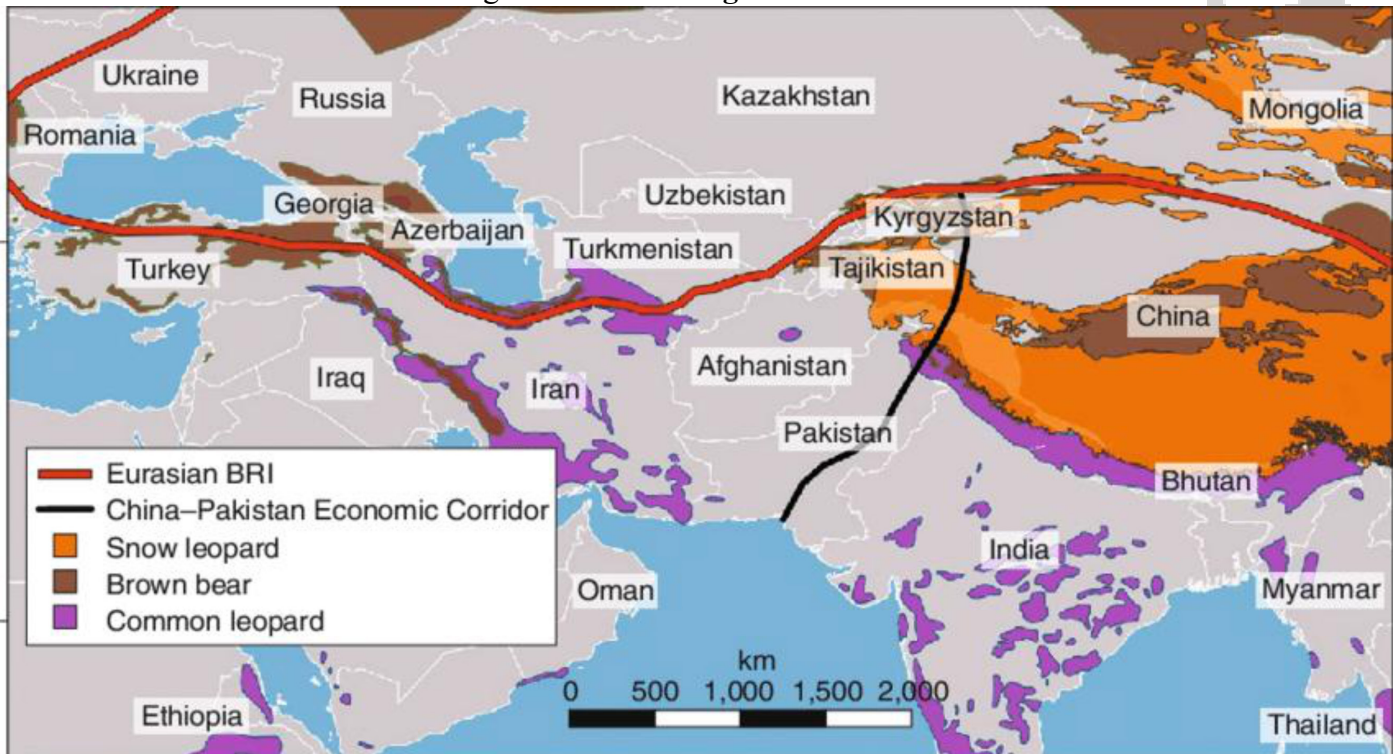 Ukraine
Russia
Kazakhstan
Mongolia
Romania
Georgia
Uzbekistan
Kyrgyzstan
Azerbaijan
Turkmenistan
Turkey
Tajikistan
China
Iraq
Iran
Afghanistan
Pakistan
Bhutan
Eurasian BRI
China–Pakistan Economic Corridor
Snow leopard
Brown bear
Common leopard
Oman
India
Myanmar
km
0 500 1,000 1,500 2,000
Ethiopia
Thailand